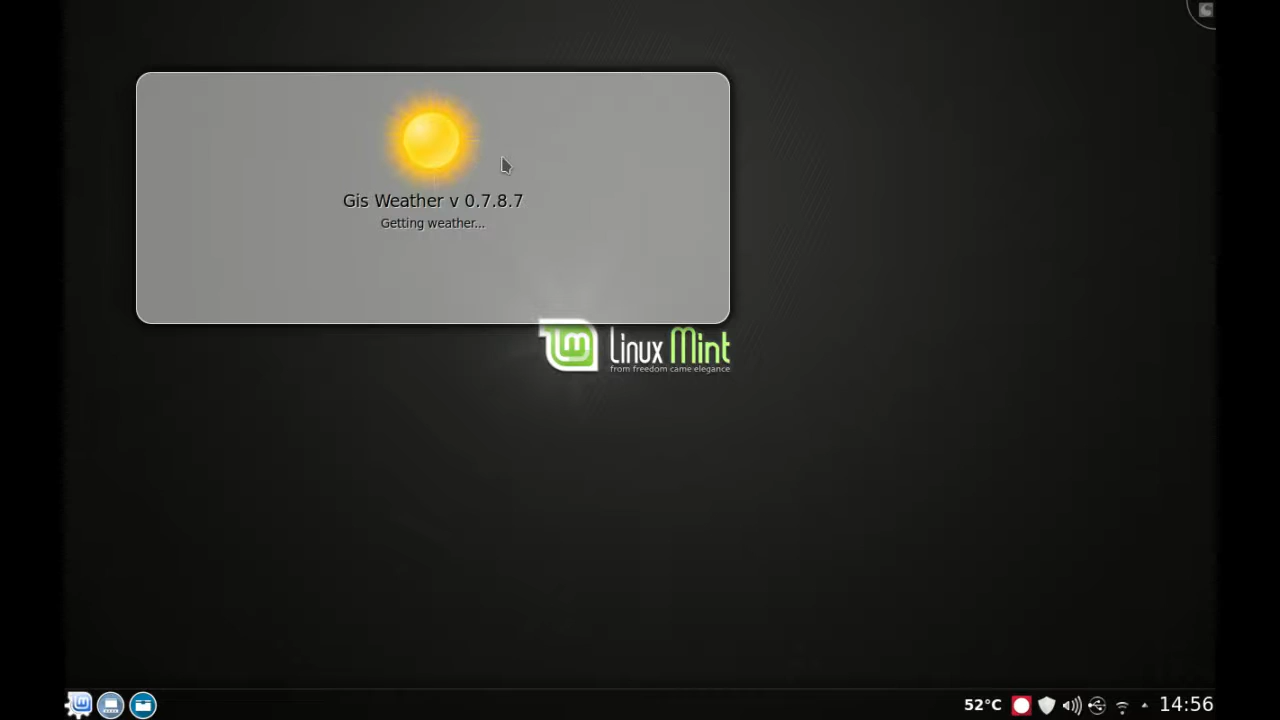 Gis Weather v 0.7.8.7
Getting weather...
Linux Mint
from freedom came elegance
52°C
14:56